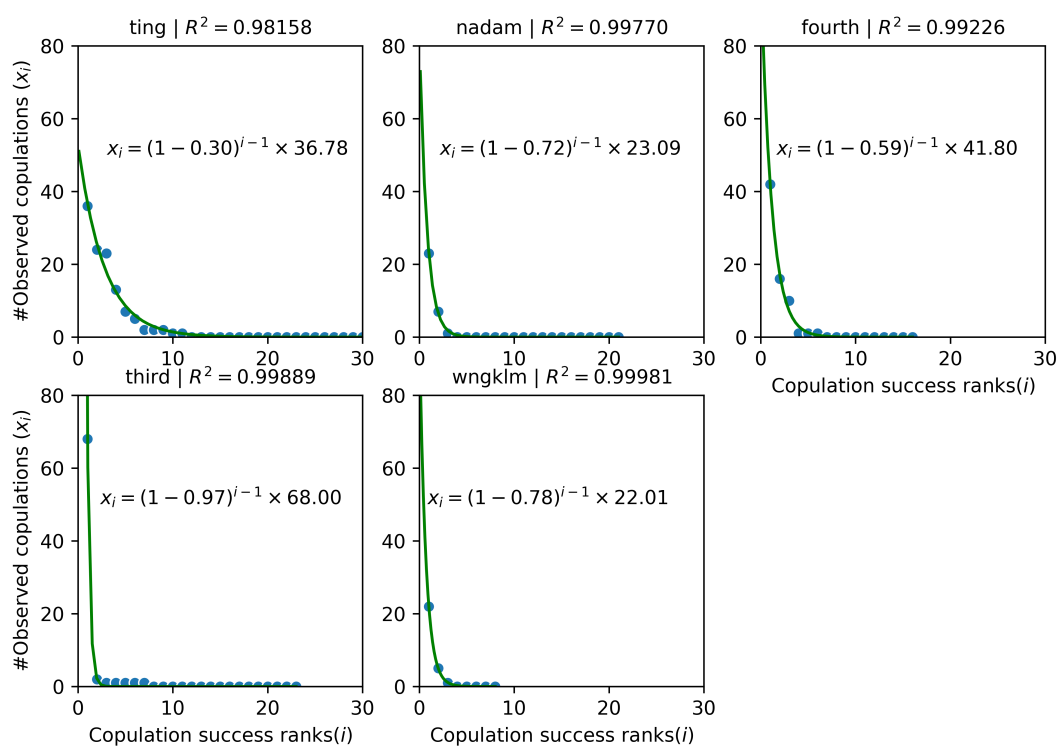 ting | R² = 0.98158
nadam | R² = 0.99770
fourth | R² = 0.99226
#Observed copulations (xᵢ)
80
60
40
20
0
xᵢ = (1 − 0.30)ⁱ⁻¹ × 36.78
0 10 20 30
80
60
40
20
0
xᵢ = (1 − 0.72)ⁱ⁻¹ × 23.09
0 10 20 30
80
60
40
20
0
xᵢ = (1 − 0.59)ⁱ⁻¹ × 41.80
0 10 20 30
Copulation success ranks(i)
third | R² = 0.99889
wngklm | R² = 0.99981
#Observed copulations (xᵢ)
80
60
40
20
0
xᵢ = (1 − 0.97)ⁱ⁻¹ × 68.00
0 10 20 30
Copulation success ranks(i)
80
60
40
20
0
xᵢ = (1 − 0.78)ⁱ⁻¹ × 22.01
0 10 20 30
Copulation success ranks(i)